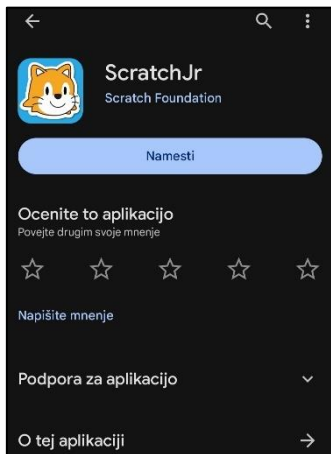 ScratchJr
Scratch Foundation
Namesti
Ocenite to aplikacijo
Povejte drugim svoje mnenje
Napišite mnenje
Podpora za aplikacijo
O tej aplikaciji